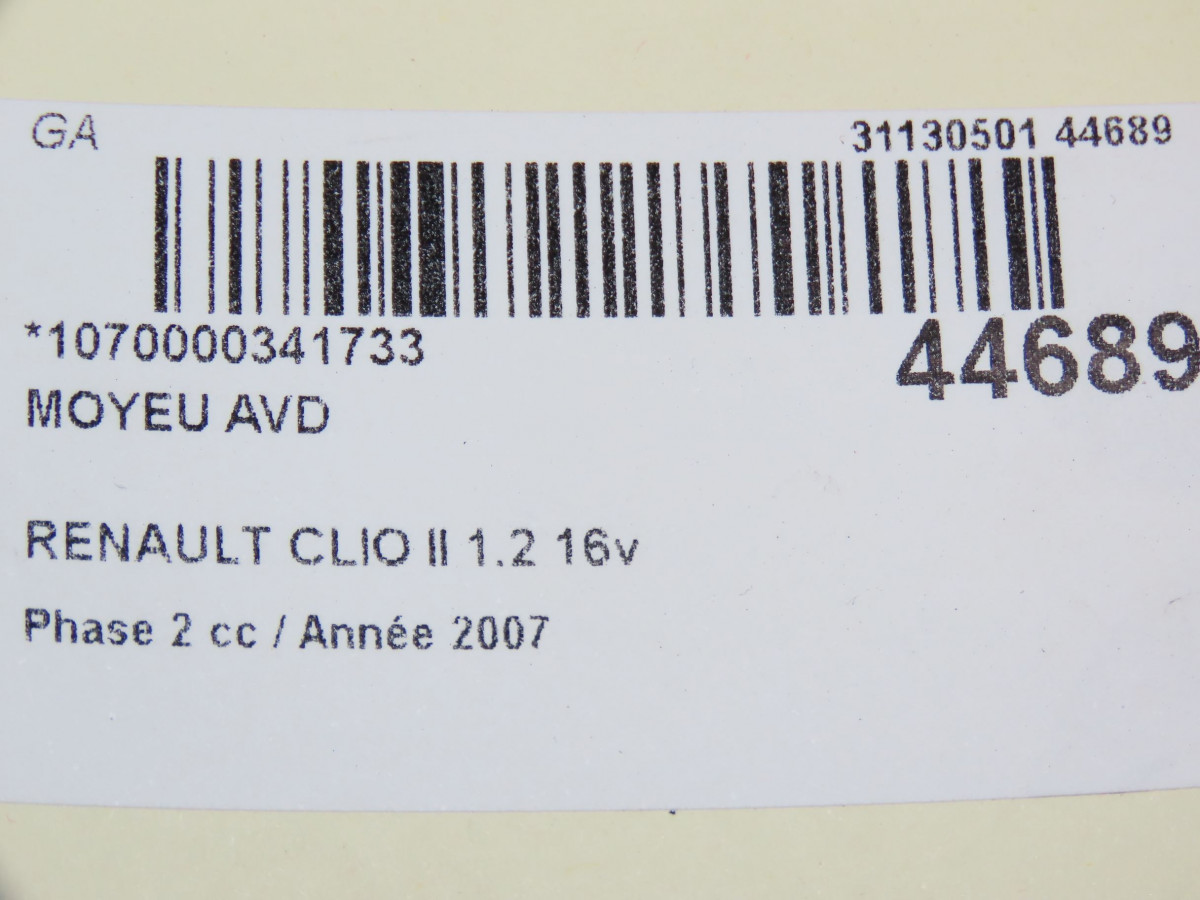 GA
31130501 44689
*1070000341733
44689
MOYEU AVD
RENAULT CLIO II 1.2 16v
Phase 2 cc / Année 2007